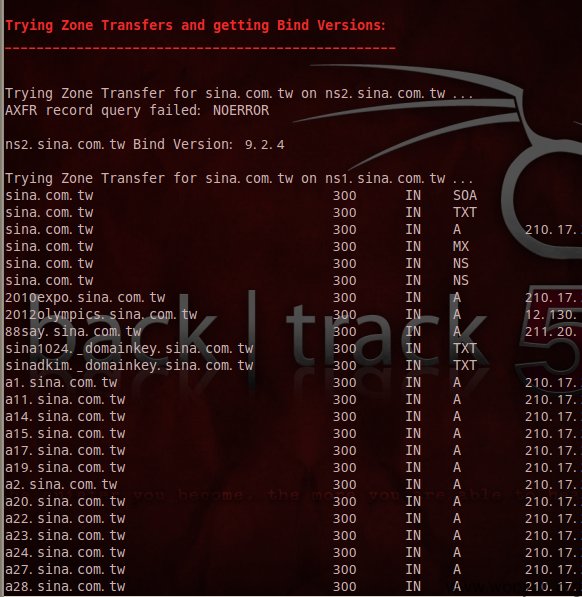 Trying Zone Transfers and getting Bind Versions:
Trying Zone Transfer for sina.com.tw on ns2.sina.com.tw ...
AXFR record query failed: NOERROR
ns2.sina.com.tw Bind Version: 9.2.4
Trying Zone Transfer for sina.com.tw on ns1.sina.com.tw ...
sina.com.tw 300 IN SOA
sina.com.tw 300 IN TXT
sina.com.tw 300 IN A 210.17.
sina.com.tw 300 IN MX
sina.com.tw 300 IN NS
sina.com.tw 300 IN NS
2010expo.sina.com.tw 300 IN A 210.17.
2012olympics.sina.com.tw 300 IN A 12.130.
88say.sina.com.tw 300 IN A 211.20.
sina1024._domainkey.sina.com.tw 300 IN TXT
sinadkim._domainkey.sina.com.tw 300 IN TXT
a1.sina.com.tw 300 IN A 210.17.
a11.sina.com.tw 300 IN A 210.17.
a14.sina.com.tw 300 IN A 210.17.
a15.sina.com.tw 300 IN A 210.17.
a17.sina.com.tw 300 IN A 210.17.
a19.sina.com.tw 300 IN A 210.17.
a2.sina.com.tw 300 IN A 210.17.
a20.sina.com.tw 300 IN A 210.17.
a22.sina.com.tw 300 IN A 210.17.
a23.sina.com.tw 300 IN A 210.17.
a24.sina.com.tw 300 IN A 210.17.
a27.sina.com.tw 300 IN A 210.17.
a28.sina.com.tw 300 IN A 210.17.
back | track 5
you become, the more you are able to